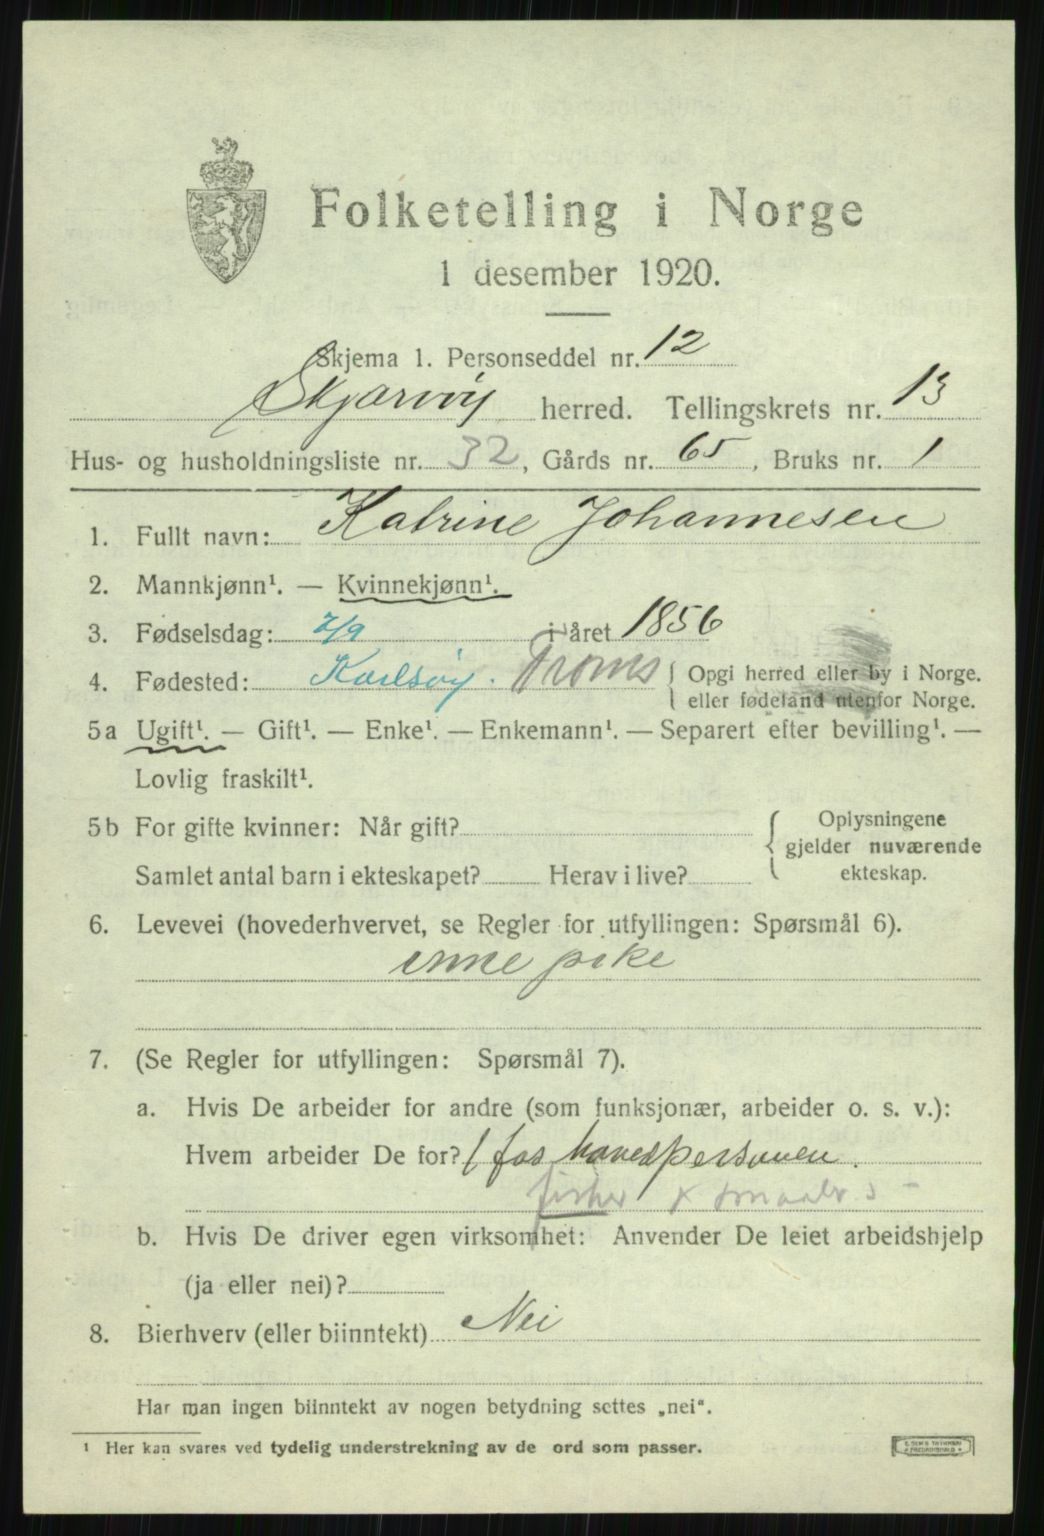 Folketelling i Norge
1 desember 1920.
Skjema 1. Personseddel nr. 12
Skjærvøy herred. Tellingskrets nr. 13
Hus- og husholdningsliste nr. 32, Gårds nr. 65, Bruks nr. 1
1. Fullt navn: Katrine Johannesen
2. Mannkjønn¹. — Kvinnekjønn¹.
3. Fødselsdag: 7/9 i året 1856
4. Fødested: Karlsøy. Troms { Opgi herred eller by i Norge.
eller fødeland utenfor Norge.
5a Ugift¹. — Gift¹. — Enke¹. — Enkemann¹. — Separert efter bevilling¹. —
Lovlig fraskilt¹.
5b For gifte kvinner: Når gift? { Oplysningene
gjelder nuværende
Samlet antal barn i ekteskapet? Herav i live? ekteskap.
6. Levevei (hovederhvervet, se Regler for utfyllingen: Spørsmål 6).
inne pike
7. (Se Regler for utfyllingen: Spørsmål 7).
a. Hvis De arbeider for andre (som funksjonær, arbeider o. s. v.):
Hvem arbeider De for? fos hovedpersonen.
fisker x smaabr
b. Hvis De driver egen virksomhet: Anvender De leiet arbeidshjelp
(ja eller nei)?
8. Bierhverv (eller biinntekt) Nei
Har man ingen biinntekt av nogen betydning settes „nei".
¹ Her kan svares ved tydelig understrekning av de ord som passer.